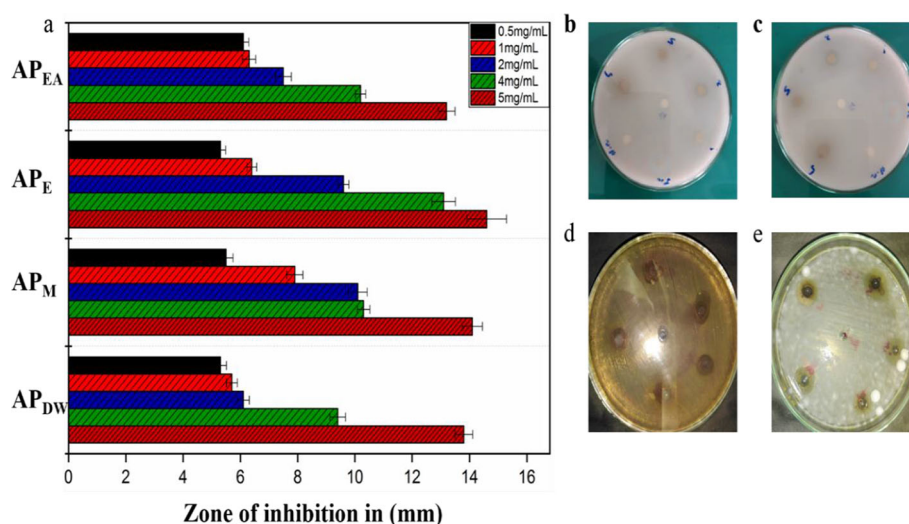 a
0.5mg/mL
1mg/mL
2mg/mL
4mg/mL
5mg/mL
AP_EA
AP_E
AP_M
AP_DW
0 2 4 6 8 10 12 14 16
Zone of inhibition in (mm)
b
c
d
e